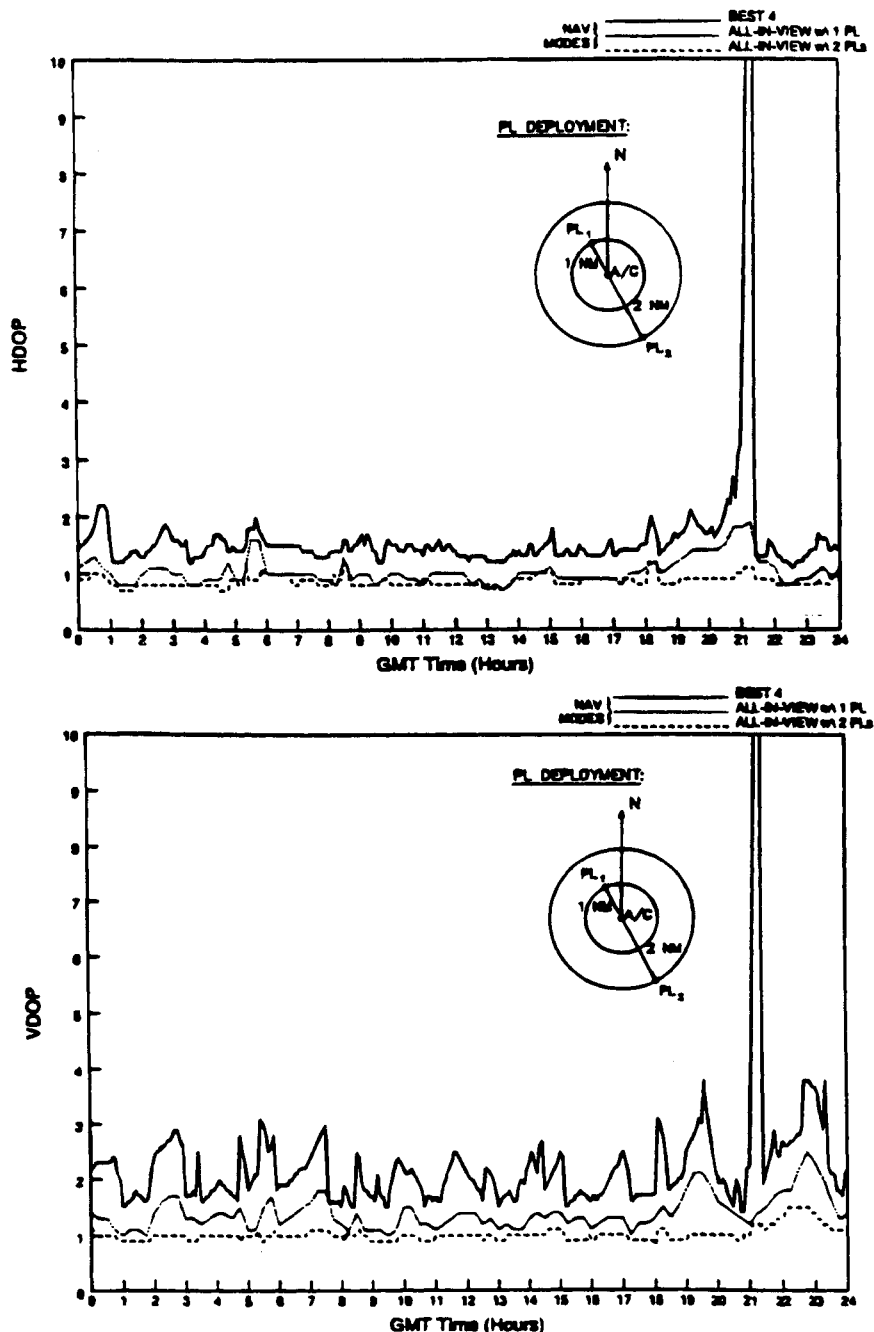 NAV MODES
BEST 4
ALL-IN-VIEW w\ 1 PL
ALL-IN-VIEW w\ 2 PLs
10
9
8
7
6
5
4
3
2
1
0
HDOP
PL DEPLOYMENT:
N
PL1
1 NM
A/C
2 NM
PL2
0 1 2 3 4 5 6 7 8 9 10 11 12 13 14 15 16 17 18 19 20 21 22 23 24
GMT Time (Hours)
NAV MODES
BEST 4
ALL-IN-VIEW w\ 1 PL
ALL-IN-VIEW w\ 2 PLs
10
9
8
7
6
5
4
3
2
1
0
VDOP
PL DEPLOYMENT:
N
PL1
1 NM
A/C
2 NM
PL2
0 1 2 3 4 5 6 7 8 9 10 11 12 13 14 15 16 17 18 19 20 21 22 23 24
GMT Time (Hours)